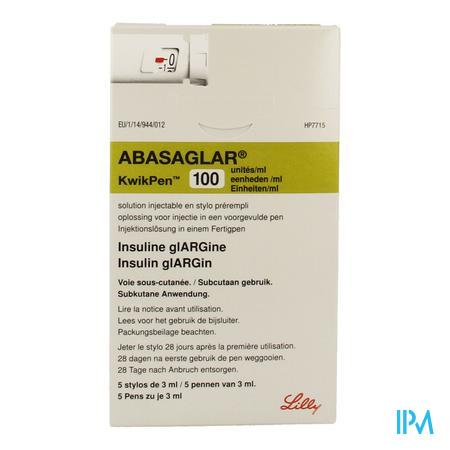 0
1
EU/1/14/944/012
HP7715
ABASAGLAR®
KwikPen™ 100 unités/ml
eenheden /ml
Einheiten/ml
solution injectable en stylo prérempli
oplossing voor injectie in een voorgevulde pen
Injektionslösung in einem Fertigpen
Insuline glARGine
Insulin glARGin
Voie sous-cutanée. / Subcutaan gebruik.
Subkutane Anwendung.
Lire la notice avant utilisation.
Lees voor het gebruik de bijsluiter.
Packungsbeilage beachten.
Jeter le stylo 28 jours après la première utilisation.
28 dagen na eerste gebruik de pen weggooien.
28 Tage nach Anbruch entsorgen.
5 stylos de 3 ml / 5 pennen van 3 ml.
5 Pens zu je 3 ml
Lilly
IPM